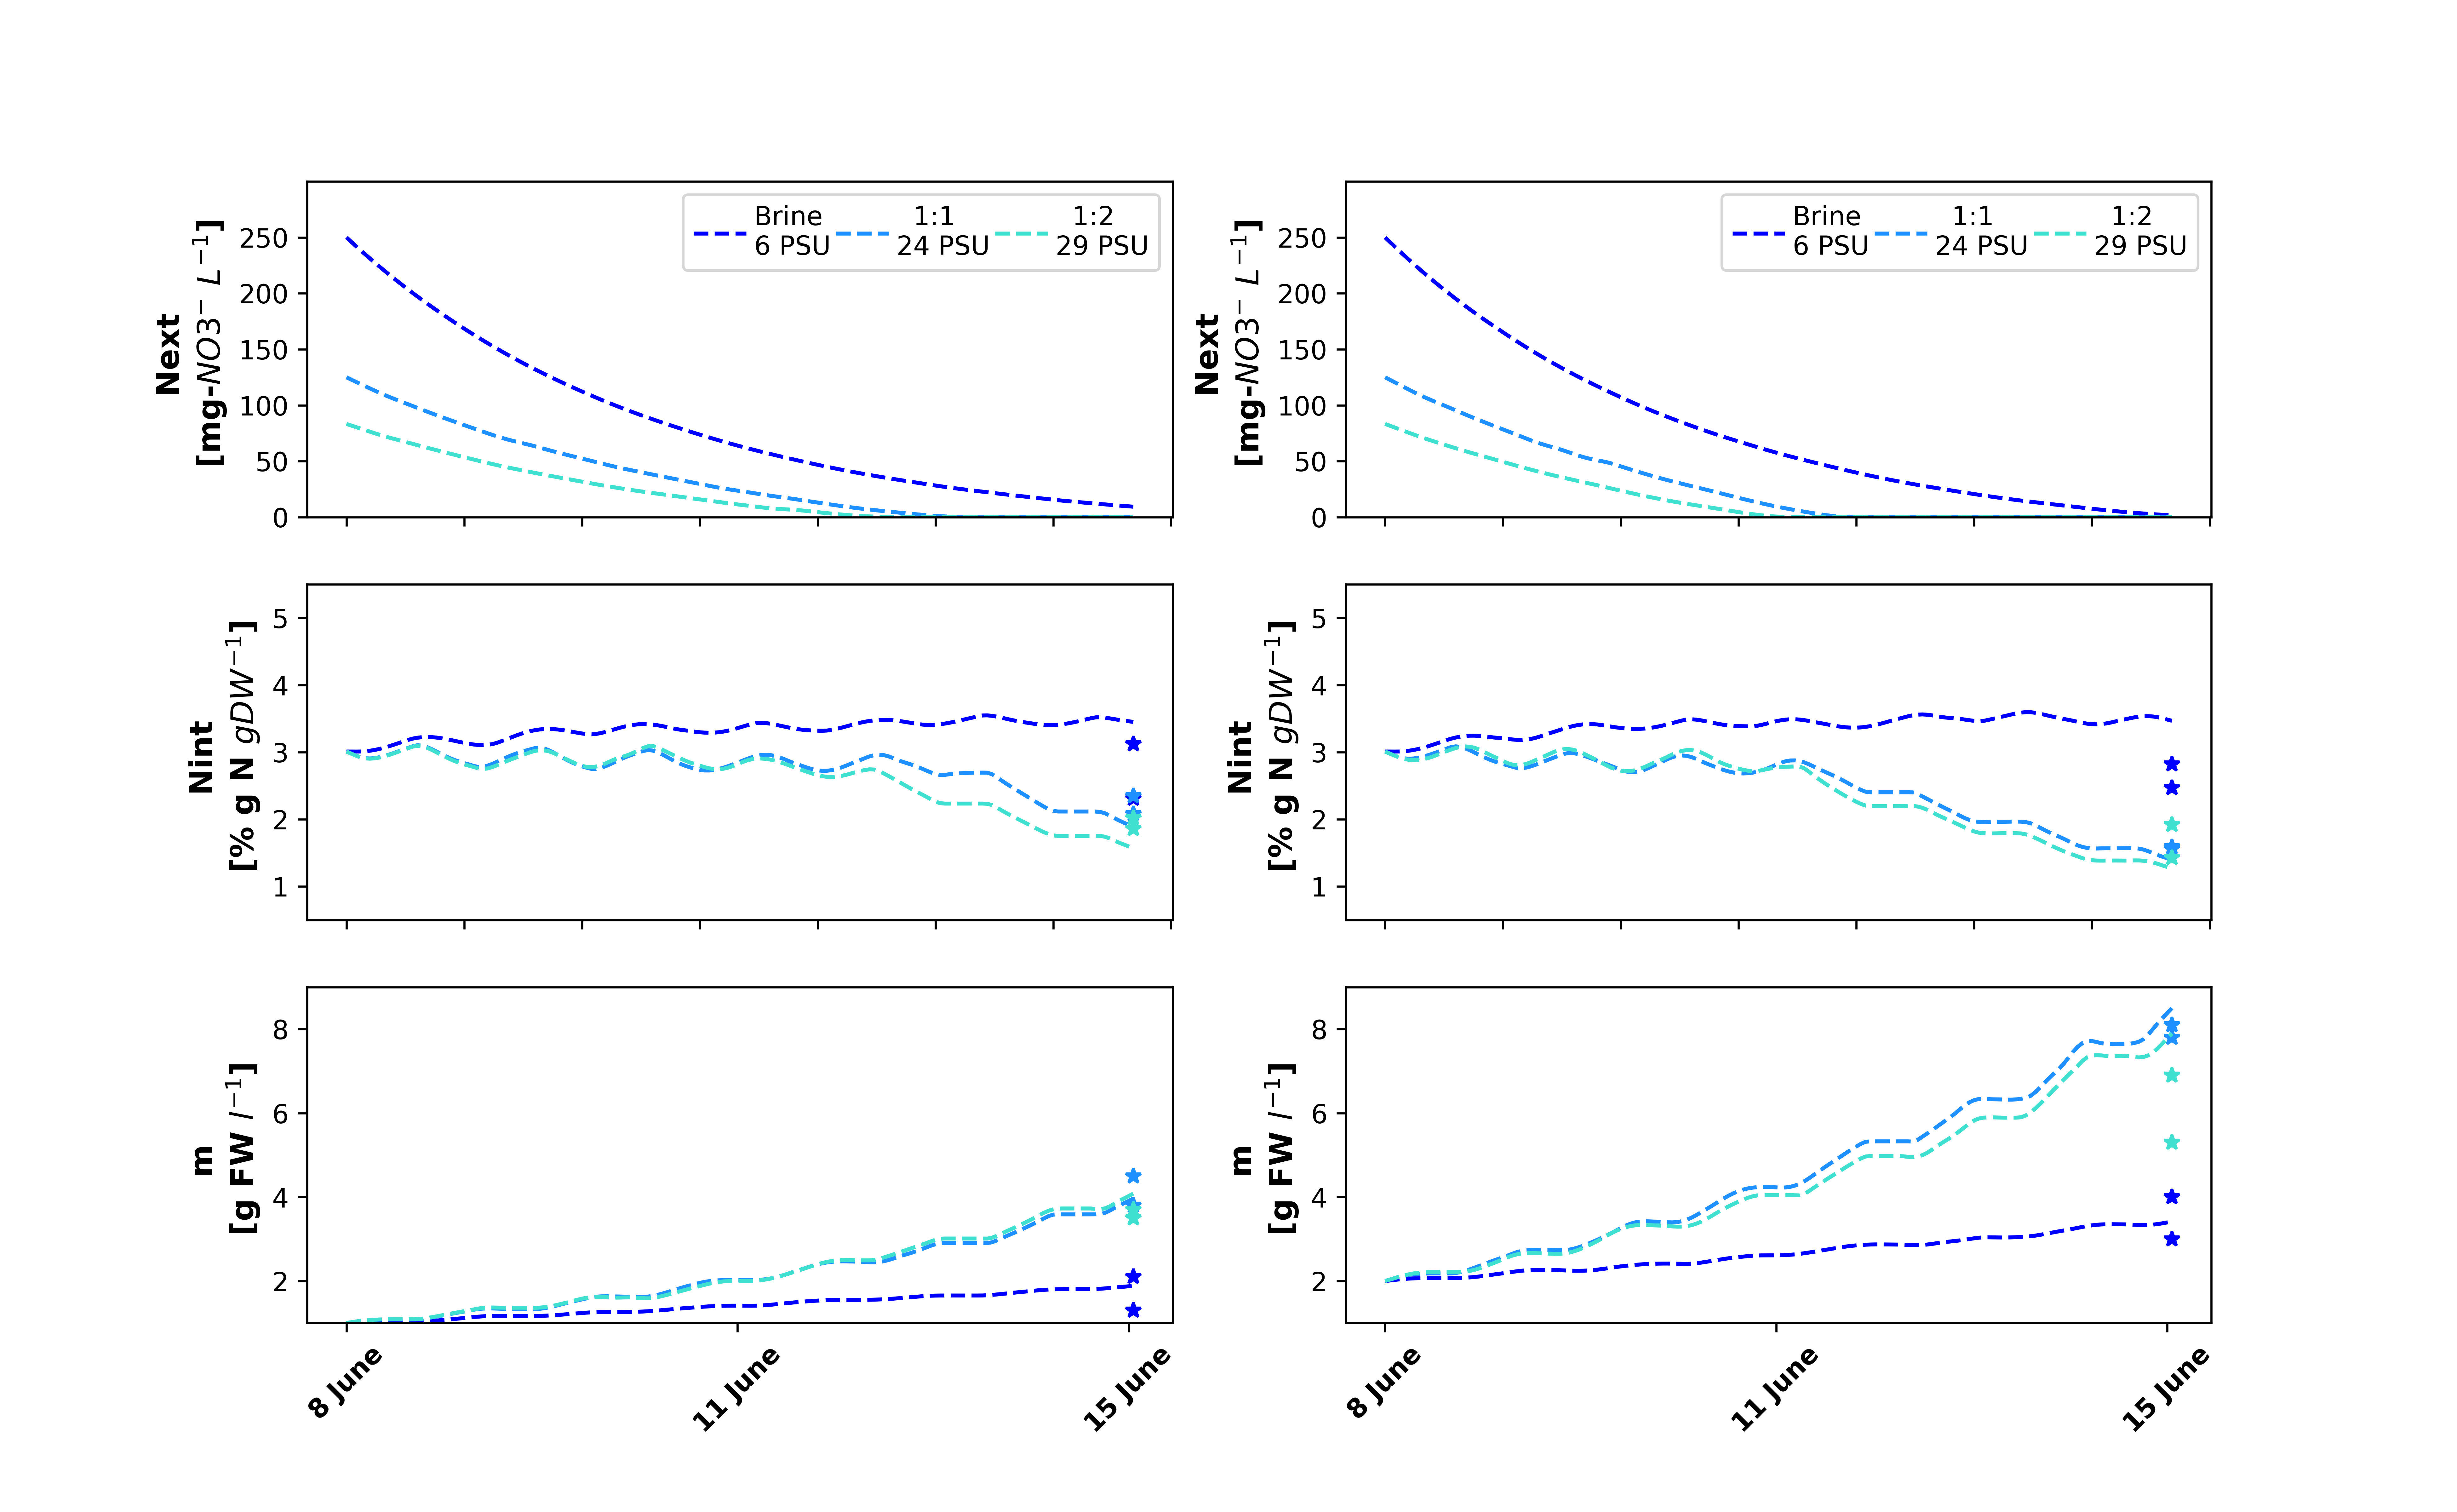 Brine 1:1 1:2
6 PSU 24 PSU 29 PSU
Next
[mg-NO3⁻ L⁻¹]
250
200
150
100
50
0
Brine 1:1 1:2
6 PSU 24 PSU 29 PSU
Next
[mg-NO3⁻ L⁻¹]
250
200
150
100
50
0
Nint
[% g N gDW⁻¹]
5
4
3
2
1
Nint
[% g N gDW⁻¹]
5
4
3
2
1
m
[g FW l⁻¹]
8
6
4
2
8 June 11 June 15 June
m
[g FW l⁻¹]
8
6
4
2
8 June 11 June 15 June